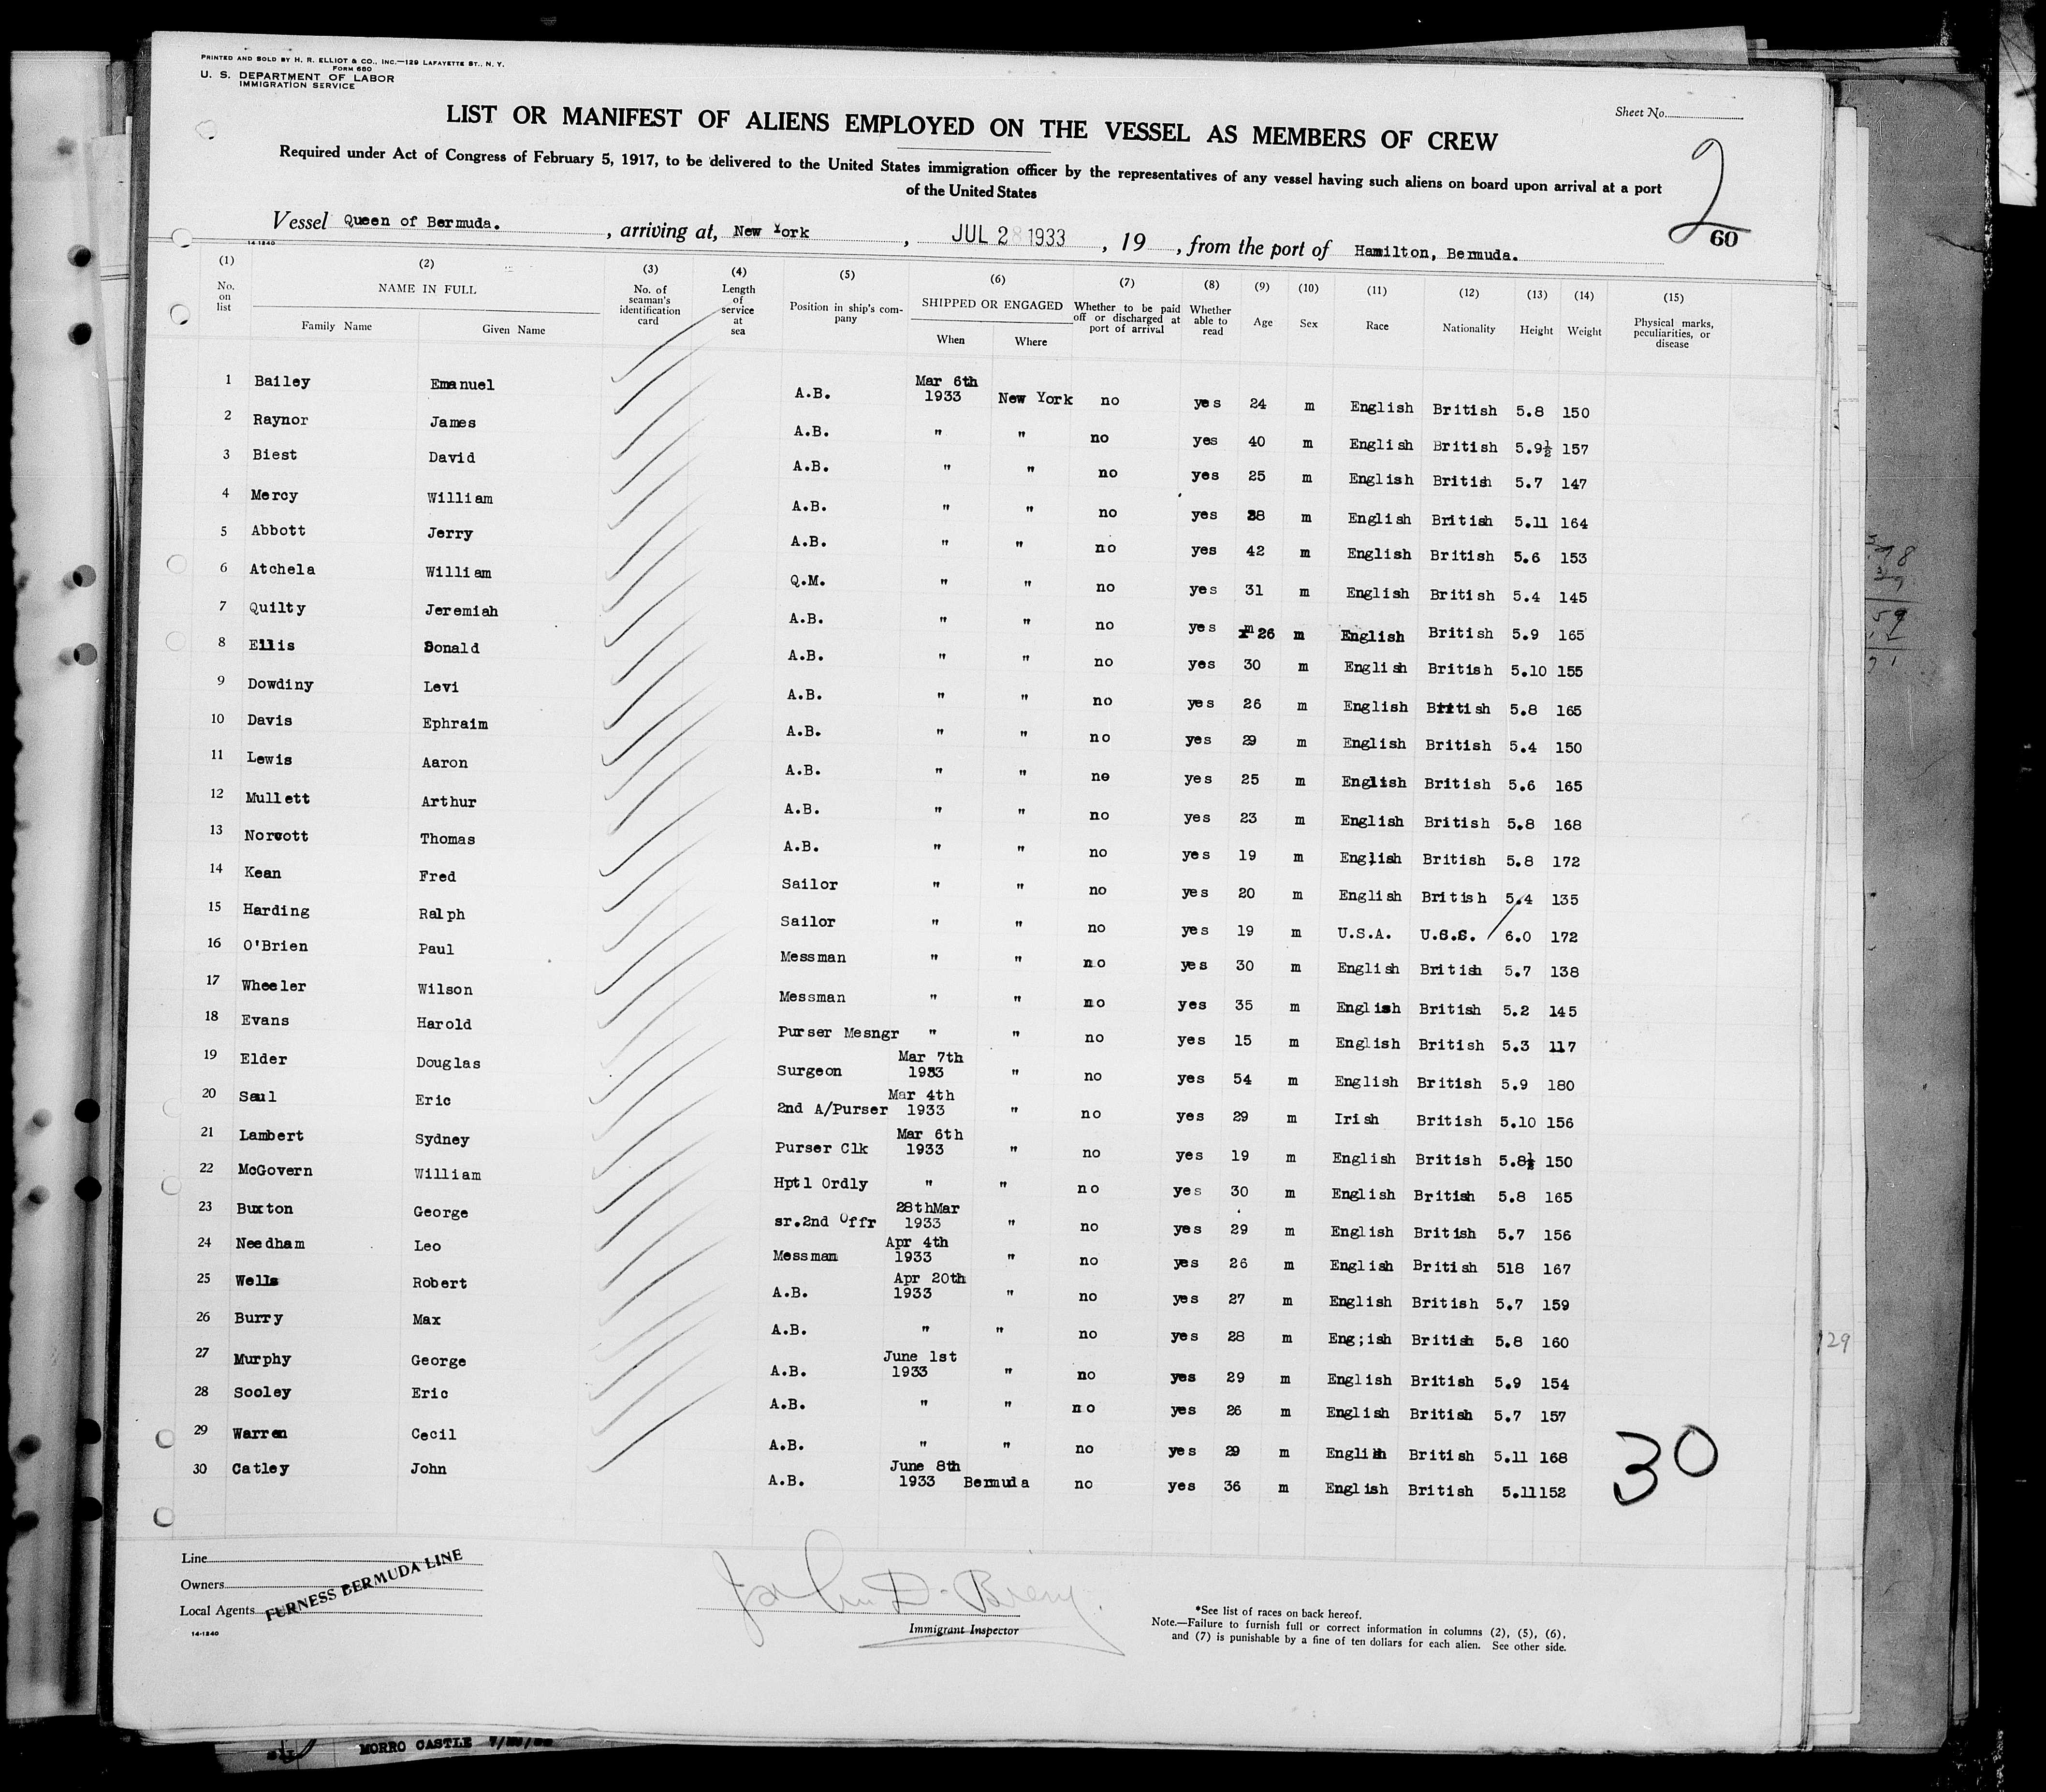 PRINTED AND SOLD BY H. R. ELLIOT & CO., INC.—129 LAFAYETTE ST., N. Y.
FORM 680
U. S. DEPARTMENT OF LABOR
IMMIGRATION SERVICE
Sheet No.
LIST OR MANIFEST OF ALIENS EMPLOYED ON THE VESSEL AS MEMBERS OF CREW
Required under Act of Congress of February 5, 1917, to be delivered to the United States immigration officer by the representatives of any vessel having such aliens on board upon arrival at a port
of the United States
2
60
Vessel Queen of Bermuda. , arriving at, New York , JUL 28 1933 , 19 , from the port of Hamilton, Bermuda.
14-1240
(1) (2) (3) (4) (5) (6) (7) (8) (9) (10) (11) (12) (13) (14) (15)
No. on list NAME IN FULL Family Name Given Name No. of seaman's identification card Length of service at sea Position in ship's com-pany SHIPPED OR ENGAGED When Where Whether to be paid off or discharged at port of arrival Whether able to read Age Sex Race Nationality Height Weight Physical marks, peculiarities, or disease
1 Bailey Emanuel A.B. Mar 6th 1933 New York no yes 24 m English British 5.8 150
2 Raynor James A.B. " " no yes 40 m English British 5.9½ 157
3 Biest David A.B. " " no yes 25 m English British 5.7 147
4 Mercy William A.B. " " no yes 38 m English British 5.11 164
5 Abbott Jerry A.B. " " no yes 42 m English British 5.6 153
6 Atchela William Q.M. " " no yes 31 m English British 5.4 145
7 Quilty Jeremiah A.B. " " no yes 26 m English British 5.9 165
8 Ellis Donald A.B. " " no yes 30 m English British 5.10 155
9 Dowdiny Levi A.B. " " no yes 26 m English British 5.8 165
10 Davis Ephraim A.B. " " no yes 29 m English British 5.4 150
11 Lewis Aaron A.B. " " no yes 25 m English British 5.6 165
12 Mullett Arthur A.B. " " no yes 23 m English British 5.8 168
13 Norcott Thomas A.B. " " no yes 19 m Eng;ish British 5.8 172
14 Kean Fred Sailor " " no yes 20 m English British 5.4 135
15 Harding Ralph Sailor " " no yes 19 m U.S.A. U.S.S. 6.0 172
16 O'Brien Paul Messman " " no yes 30 m English British 5.7 138
17 Wheeler Wilson Messman " " no yes 35 m English British 5.2 145
18 Evans Harold Purser Mesngr " " no yes 15 m English British 5.3 117
19 Elder Douglas Surgeon Mar 7th 1933 " no yes 54 m English British 5.9 180
20 Saul Eric 2nd A/Purser Mar 4th 1933 " no yes 29 m Irish British 5.10 156
21 Lambert Sydney Purser Clk Mar 6th 1933 " no yes 19 m English British 5.8½ 150
22 McGovern William Hptl Ordly " " no yes 30 m English British 5.8 165
23 Buxton George sr.2nd Offr 28thMar 1933 " no yes 29 m English British 5.7 156
24 Needham Leo Messman Apr 4th 1933 " no yes 26 m English British 518 167
25 Wells Robert A.B. Apr 20th 1933 " no yes 27 m English British 5.7 159
26 Burry Max A.B. " " no yes 28 m Eng;ish British 5.8 160
27 Murphy George A.B. June 1st 1933 " no yes 29 m English British 5.9 154
28 Sooley Eric A.B. " " no yes 26 m English British 5.7 157
29 Warren Cecil A.B. " " no yes 29 m English British 5.11 168
30 Catley John A.B. June 8th 1933 Bermuda no yes 36 m English British 5.11 152
30
129
Line
Owners
Local Agents
FURNESS BERMUDA LINE
14-1240
Immigrant Inspector
*See list of races on back hereof.
Note.—Failure to furnish full or correct information in columns (2), (5), (6),
and (7) is punishable by a fine of ten dollars for each alien. See other side.
MORRO CASTLE